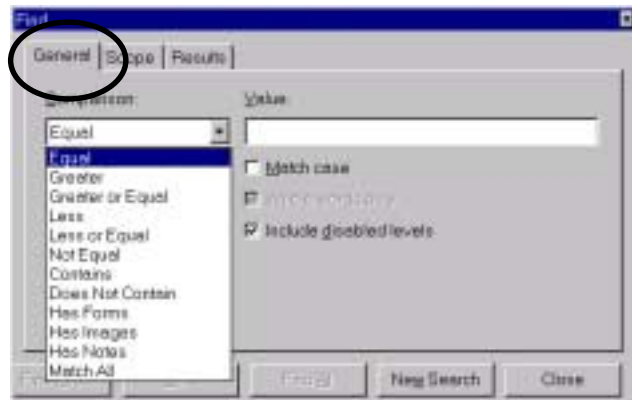 Find
General Scope Results
Comparison: Value:
Equal
Equal
Greater
Greater or Equal
Less
Less or Equal
Not Equal
Contains
Does Not Contain
Has Forms
Has Images
Has Notes
Match All
Match case
Include disabled levels
Find All New Search Close